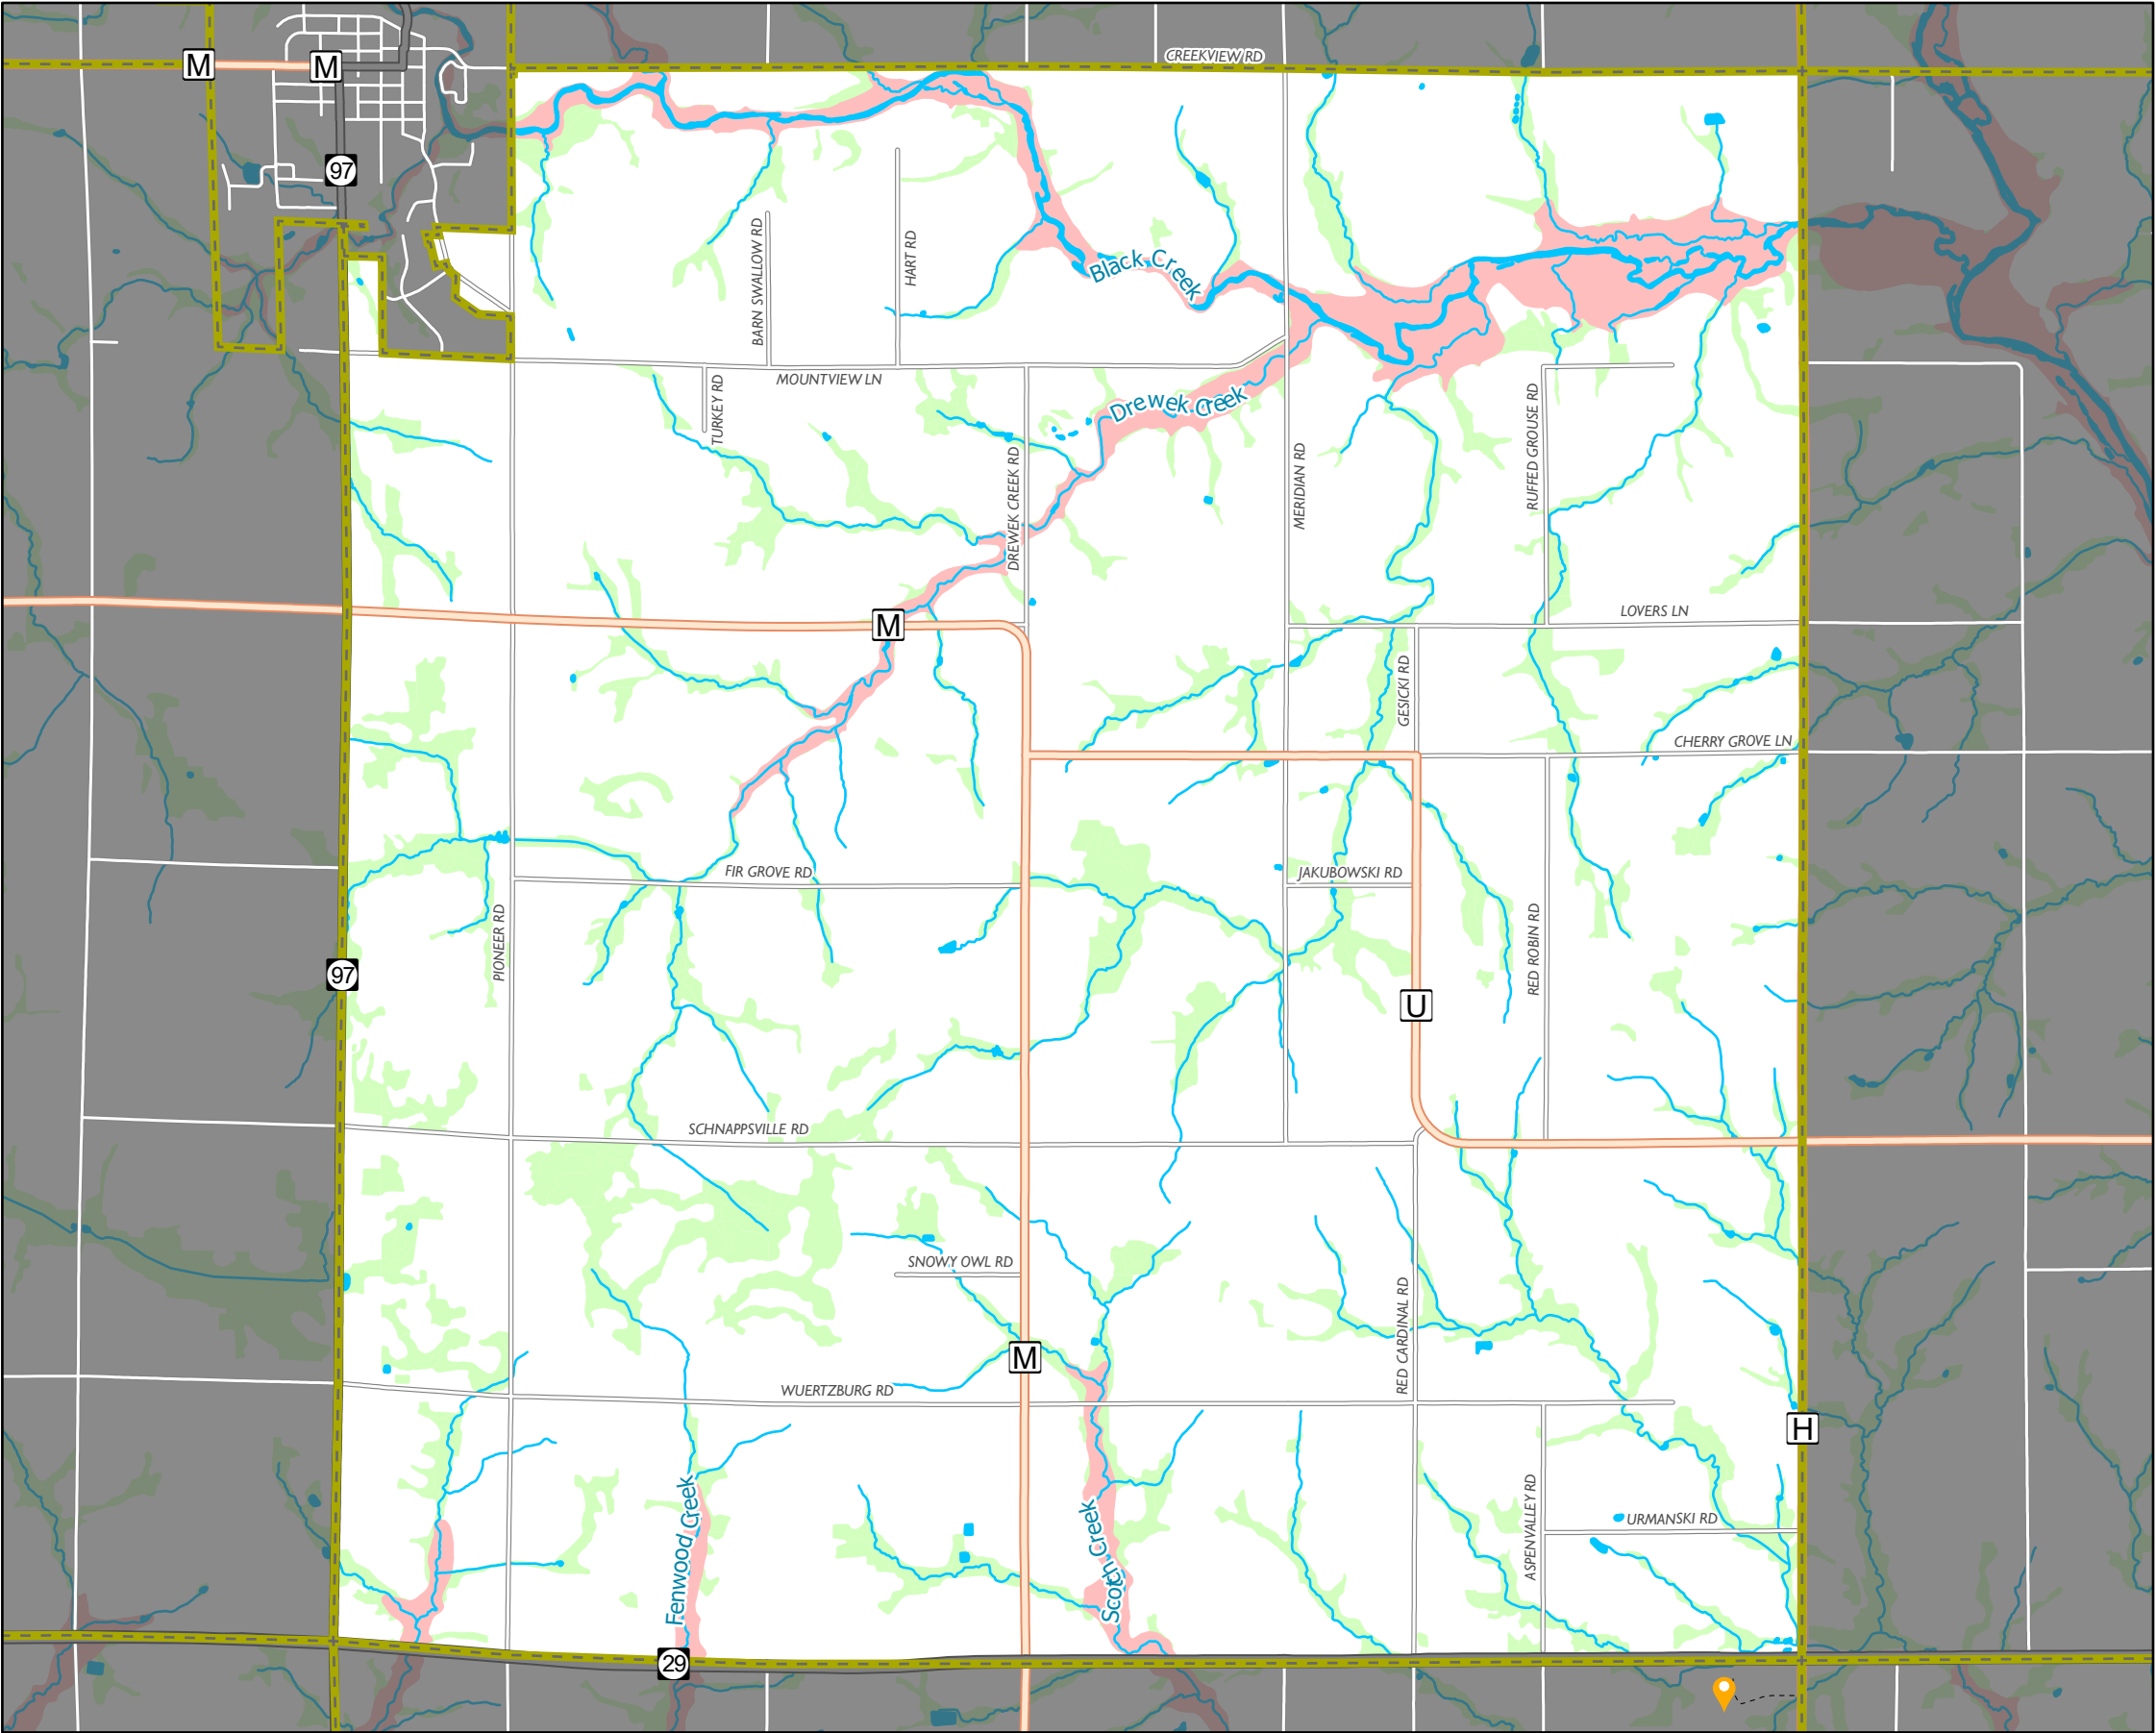 CREEKVIEW RD
M
M
97
BARN SWALLOW RD
HART RD
Black Creek
MOUNTVIEW LN
TURKEY RD
Drewek Creek
RUFFED GROUSE RD
DREWEK CREEK RD
MERIDIAN RD
LOVERS LN
M
GESICKI RD
CHERRY GROVE LN
FIR GROVE RD
JAKUBOWSKI RD
PIONEER RD
RED ROBIN RD
97
U
SCHNAPPSVILLE RD
SNOWY OWL RD
RED CARDINAL RD
M
WUERTZBURG RD
H
Fenwood Creek
Scotch Creek
ASPENVALLEY RD
URMANSKI RD
29